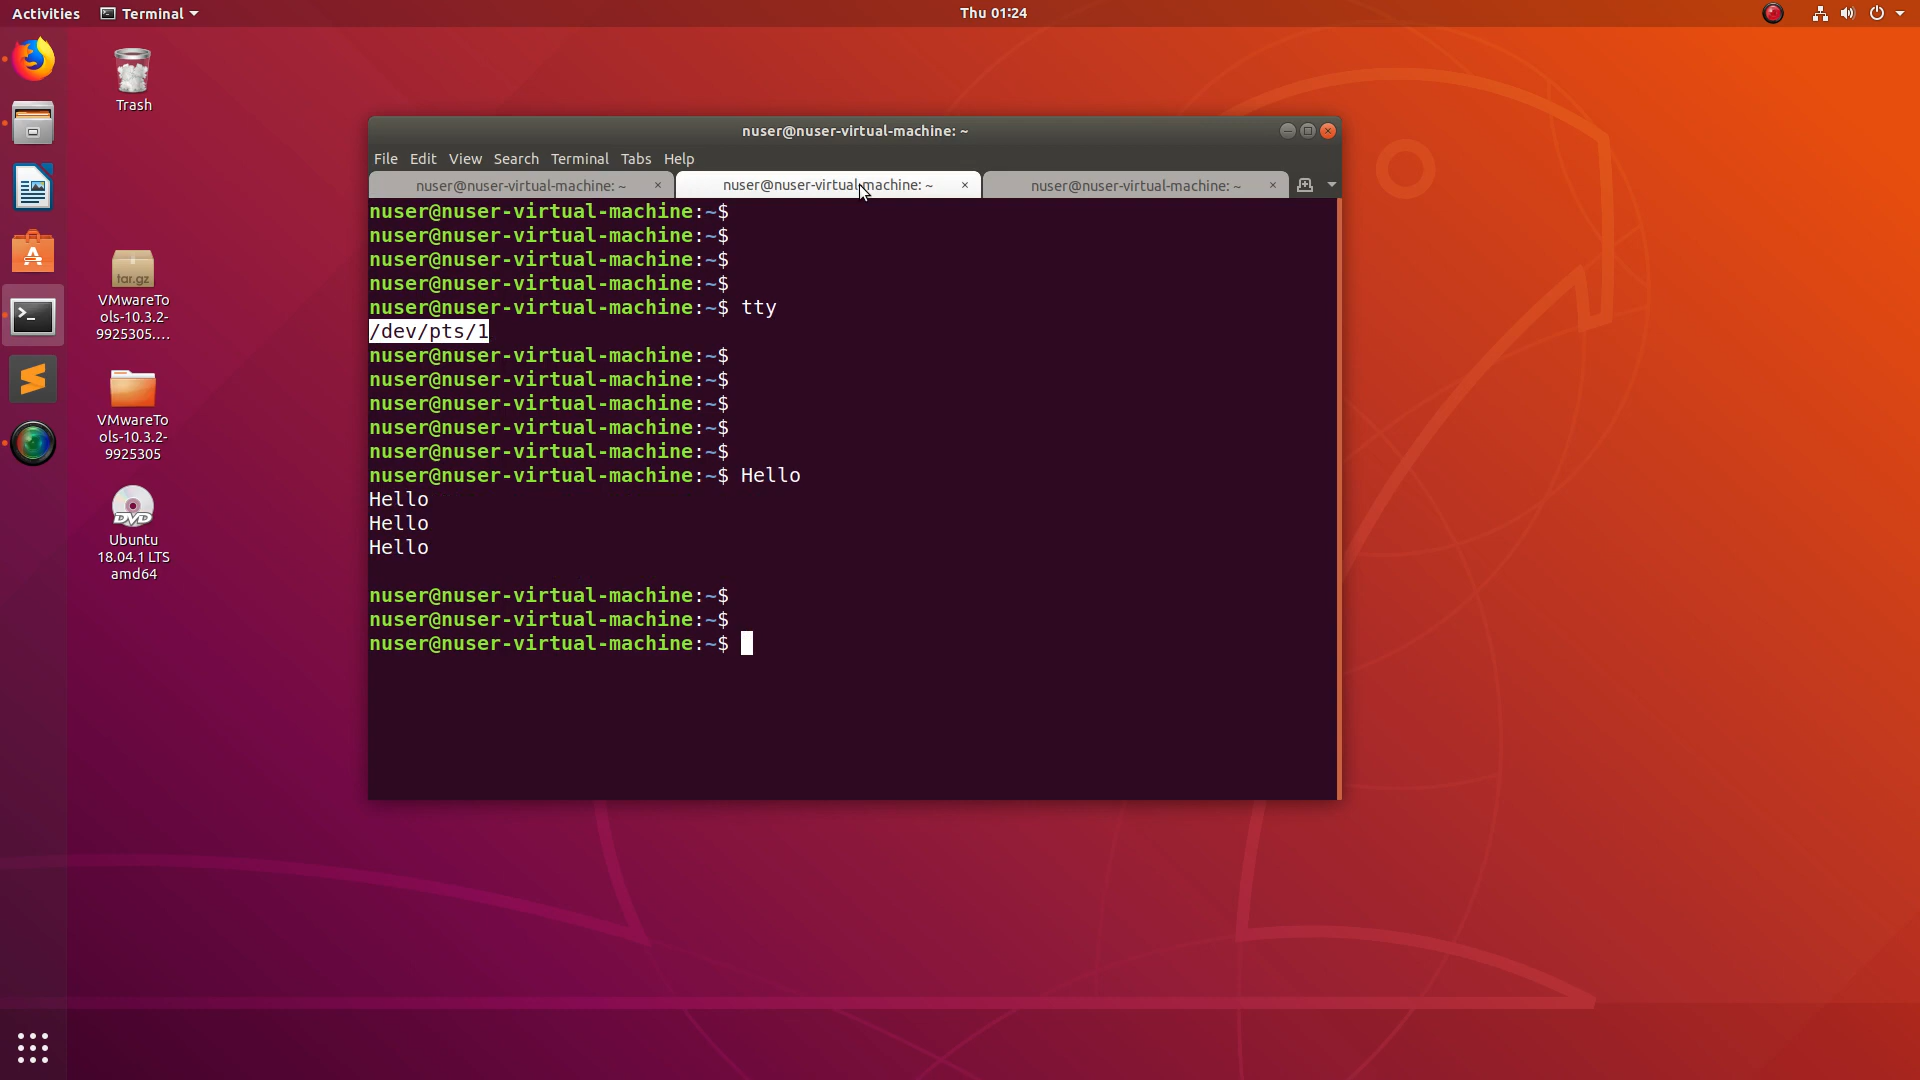 Activities Terminal Thu 01:24
Trash
VMwareTo
ols-10.3.2-
9925305....
VMwareTo
ols-10.3.2-
9925305
Ubuntu
18.04.1 LTS
amd64
tar.gz
DVD
nuser@nuser-virtual-machine: ~
File Edit View Search Terminal Tabs Help
nuser@nuser-virtual-machine: ~ × nuser@nuser-virtual-machine: ~ × nuser@nuser-virtual-machine: ~ ×
nuser@nuser-virtual-machine:~$
nuser@nuser-virtual-machine:~$
nuser@nuser-virtual-machine:~$
nuser@nuser-virtual-machine:~$
nuser@nuser-virtual-machine:~$ tty
/dev/pts/1
nuser@nuser-virtual-machine:~$
nuser@nuser-virtual-machine:~$
nuser@nuser-virtual-machine:~$
nuser@nuser-virtual-machine:~$
nuser@nuser-virtual-machine:~$
nuser@nuser-virtual-machine:~$ Hello
Hello
Hello
Hello
nuser@nuser-virtual-machine:~$
nuser@nuser-virtual-machine:~$
nuser@nuser-virtual-machine:~$